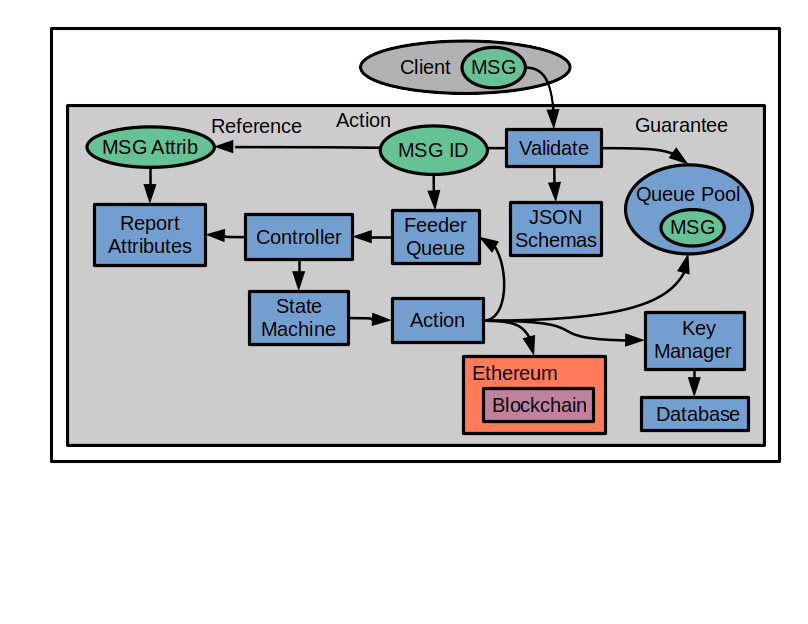 Client
MSG
Reference
Action
Guarantee
MSG Attrib
MSG ID
Validate
Queue Pool
MSG
Report
Attributes
Controller
Feeder
Queue
JSON
Schemas
State
Machine
Action
Key
Manager
Ethereum
Blockchain
Database